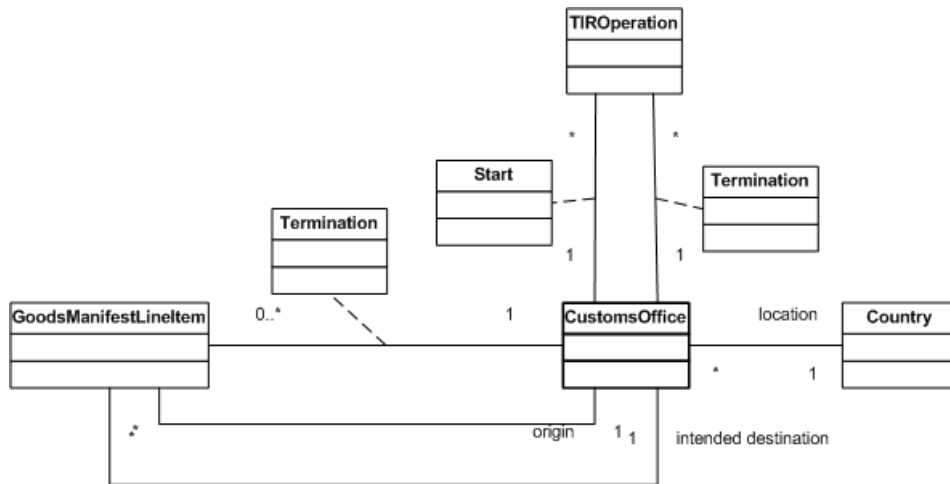 TIROperation
* *
Start
Termination
Termination
1 1
GoodsManifestLineItem
0..*
1
CustomsOffice
location
Country
* 1
** origin 1 1 intended destination